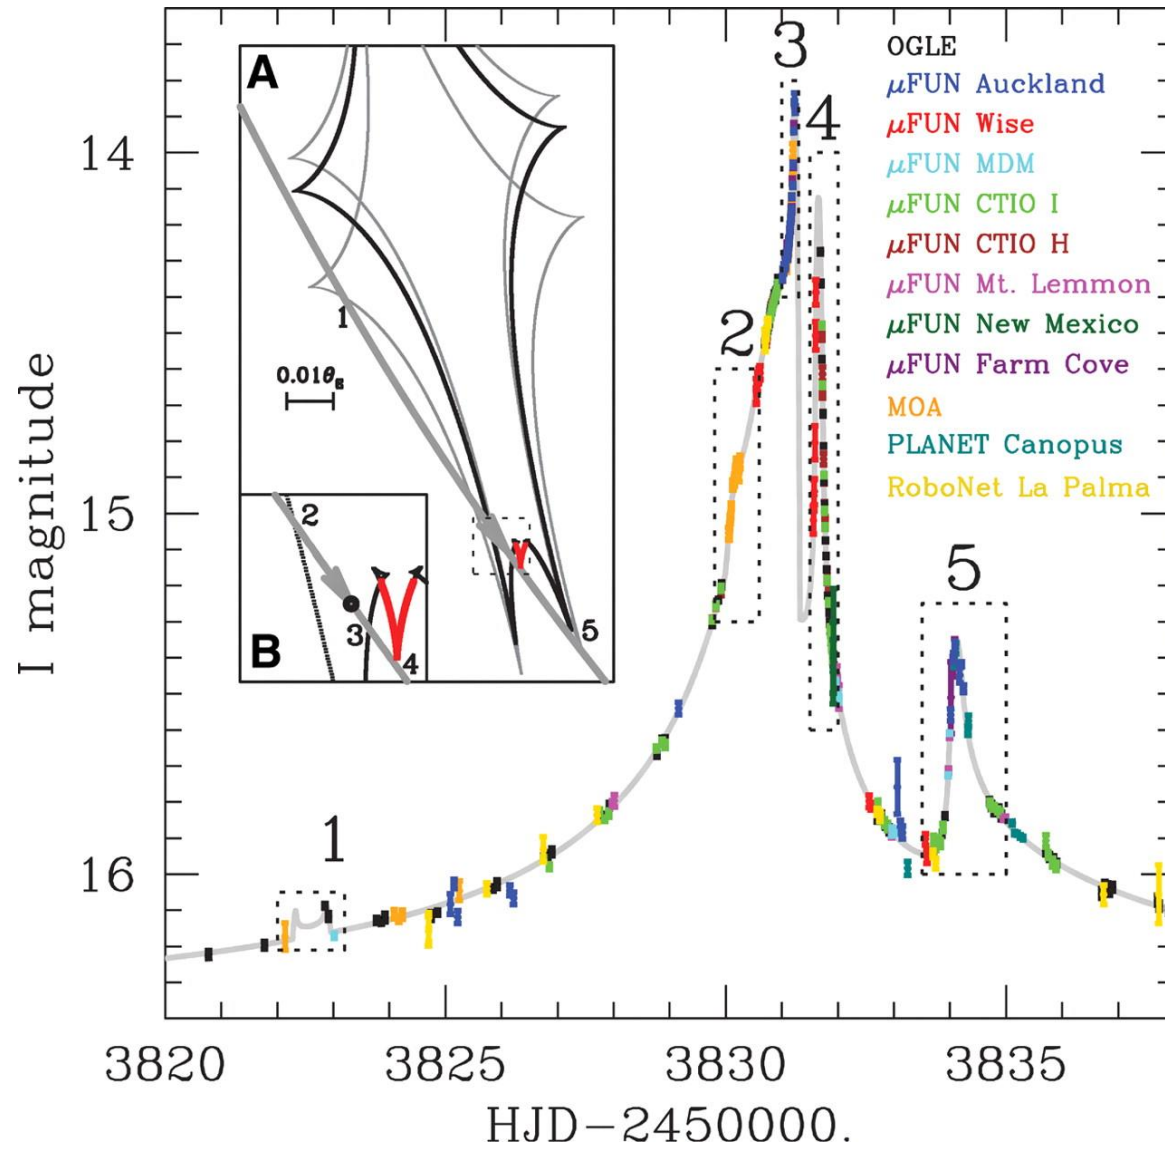 3
4
OGLE
μFUN Auckland
μFUN Wise
μFUN MDM
μFUN CTIO I
μFUN CTIO H
μFUN Mt. Lemmon
μFUN New Mexico
μFUN Farm Cove
MOA
PLANET Canopus
RoboNet La Palma
A
1
0.01θE
5
B
2
3
4
2
5
1
14
15
16
I magnitude
3820
3825
3830
3835
HJD-2450000.